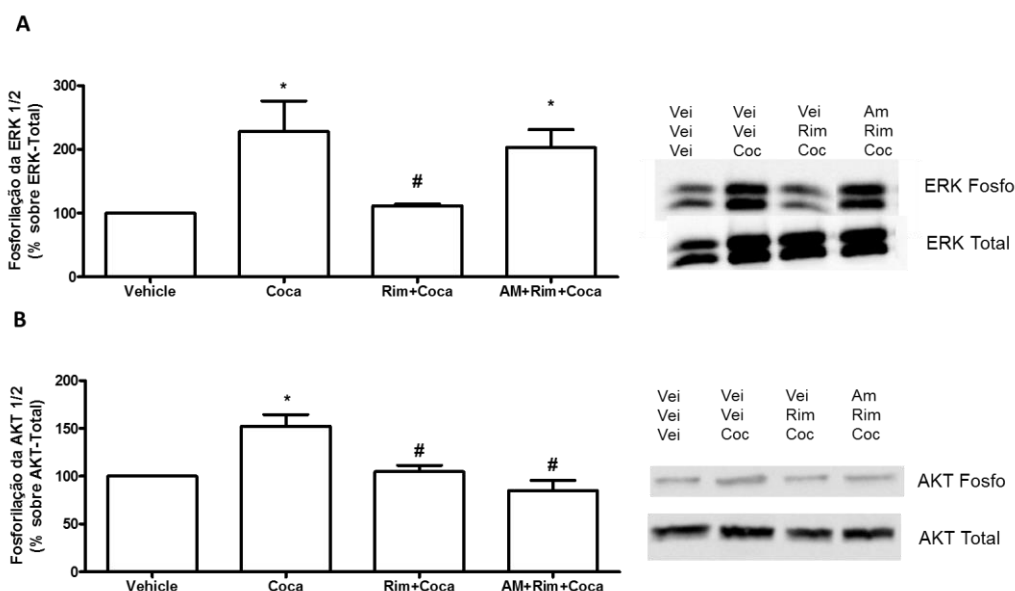 A
Fosforilação da ERK 1/2
(% sobre ERK-Total)
300
200
100
0
*
#
*
Vehicle Coca Rim+Coca AM+Rim+Coca
Vei Vei Vei Am
Vei Vei Rim Rim
Vei Coc Coc Coc
ERK Fosfo
ERK Total
B
Fosforilação da AKT 1/2
(% sobre AKT-Total)
200
150
100
50
0
*
#
#
Vehicle Coca Rim+Coca AM+Rim+Coca
Vei Vei Vei Am
Vei Vei Rim Rim
Vei Coc Coc Coc
AKT Fosfo
AKT Total